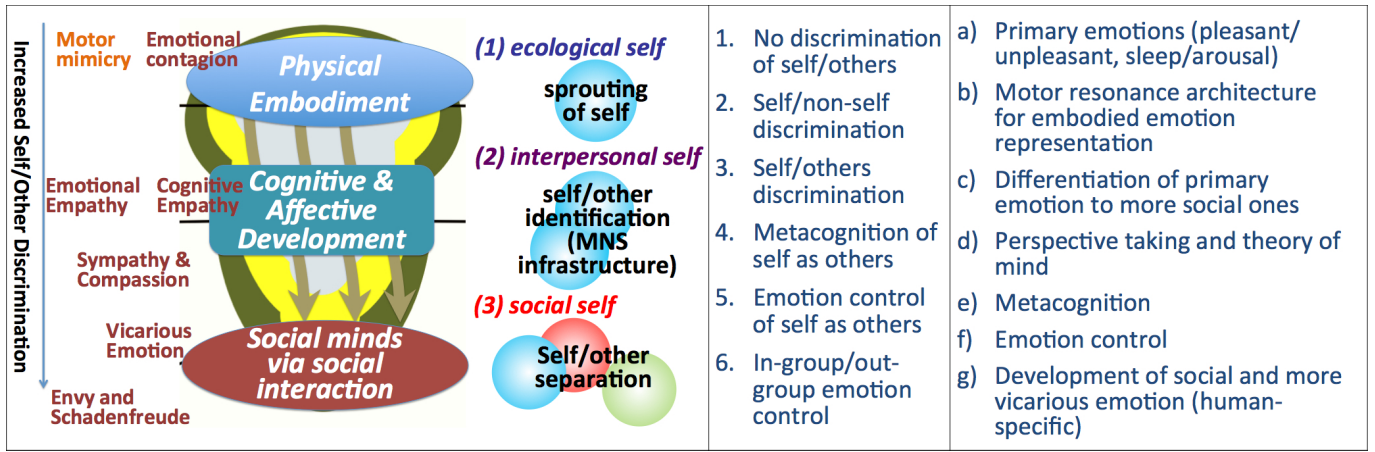 Increased Self/Other Discrimination
Motor
mimicry
Emotional
contagion
Physical
Embodiment
Emotional
Empathy
Cognitive
Empathy
Cognitive &
Affective
Development
Sympathy &
Compassion
Vicarious
Emotion
Social minds
via social
interaction
Envy and
Schadenfreude
(1) ecological self
sprouting
of self
(2) interpersonal self
self/other
identification
(MNS
infrastructure)
(3) social self
Self/other
separation
1. No discrimination
of self/others
2. Self/non-self
discrimination
3. Self/others
discrimination
4. Metacognition of
self as others
5. Emotion control
of self as others
6. In-group/out-
group emotion
control
a) Primary emotions (pleasant/
unpleasant, sleep/arousal)
b) Motor resonance architecture
for embodied emotion
representation
c) Differentiation of primary
emotion to more social ones
d) Perspective taking and theory of
mind
e) Metacognition
f) Emotion control
g) Development of social and more
vicarious emotion (human-
specific)